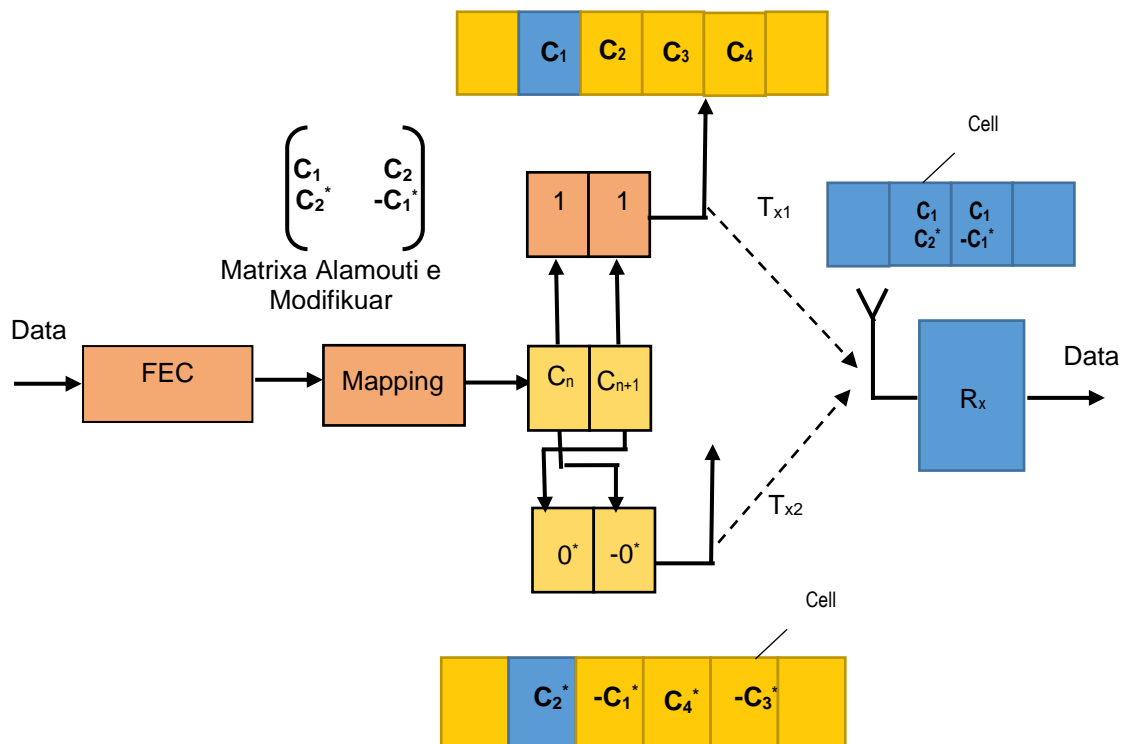 C₁ C₂ C₃ C₄
Cell
C₁ C₂
C₂* -C₁*
1 1
Tx1
C₁ C₁
C₂* -C₁*
Matrixa Alamouti e
Modifikuar
Data
FEC
Mapping
Cn Cn+1
Rx
Data
Tx2
0* -0*
Cell
C₂* -C₁* C₄* -C₃*